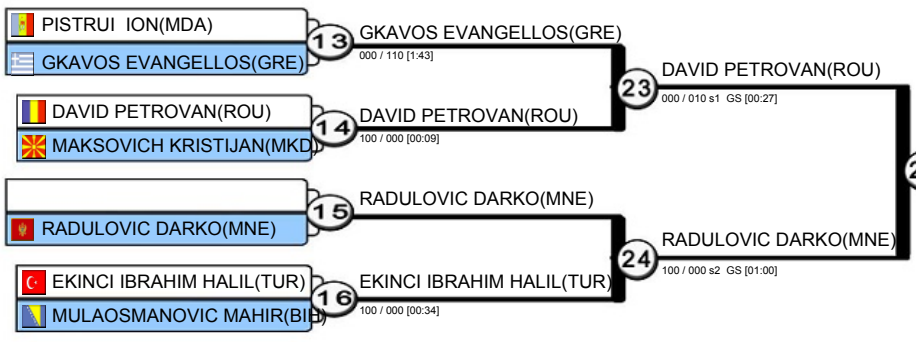 PISTRUI ION(MDA)
GKAVOS EVANGELLOS(GRE)
13
GKAVOS EVANGELLOS(GRE)
000 / 110 [1:43]
DAVID PETROVAN(ROU)
MAKSOVICH KRISTIJAN(MKD)
14
DAVID PETROVAN(ROU)
100 / 000 [00:09]
23
DAVID PETROVAN(ROU)
000 / 010 s1 GS [00:27]
RADULOVIC DARKO(MNE)
15
RADULOVIC DARKO(MNE)
EKINCI IBRAHIM HALIL(TUR)
MULAOSMANOVIC MAHIR(BIH
16
EKINCI IBRAHIM HALIL(TUR)
100 / 000 [00:34]
24
RADULOVIC DARKO(MNE)
100 / 000 s2 GS [01:00]